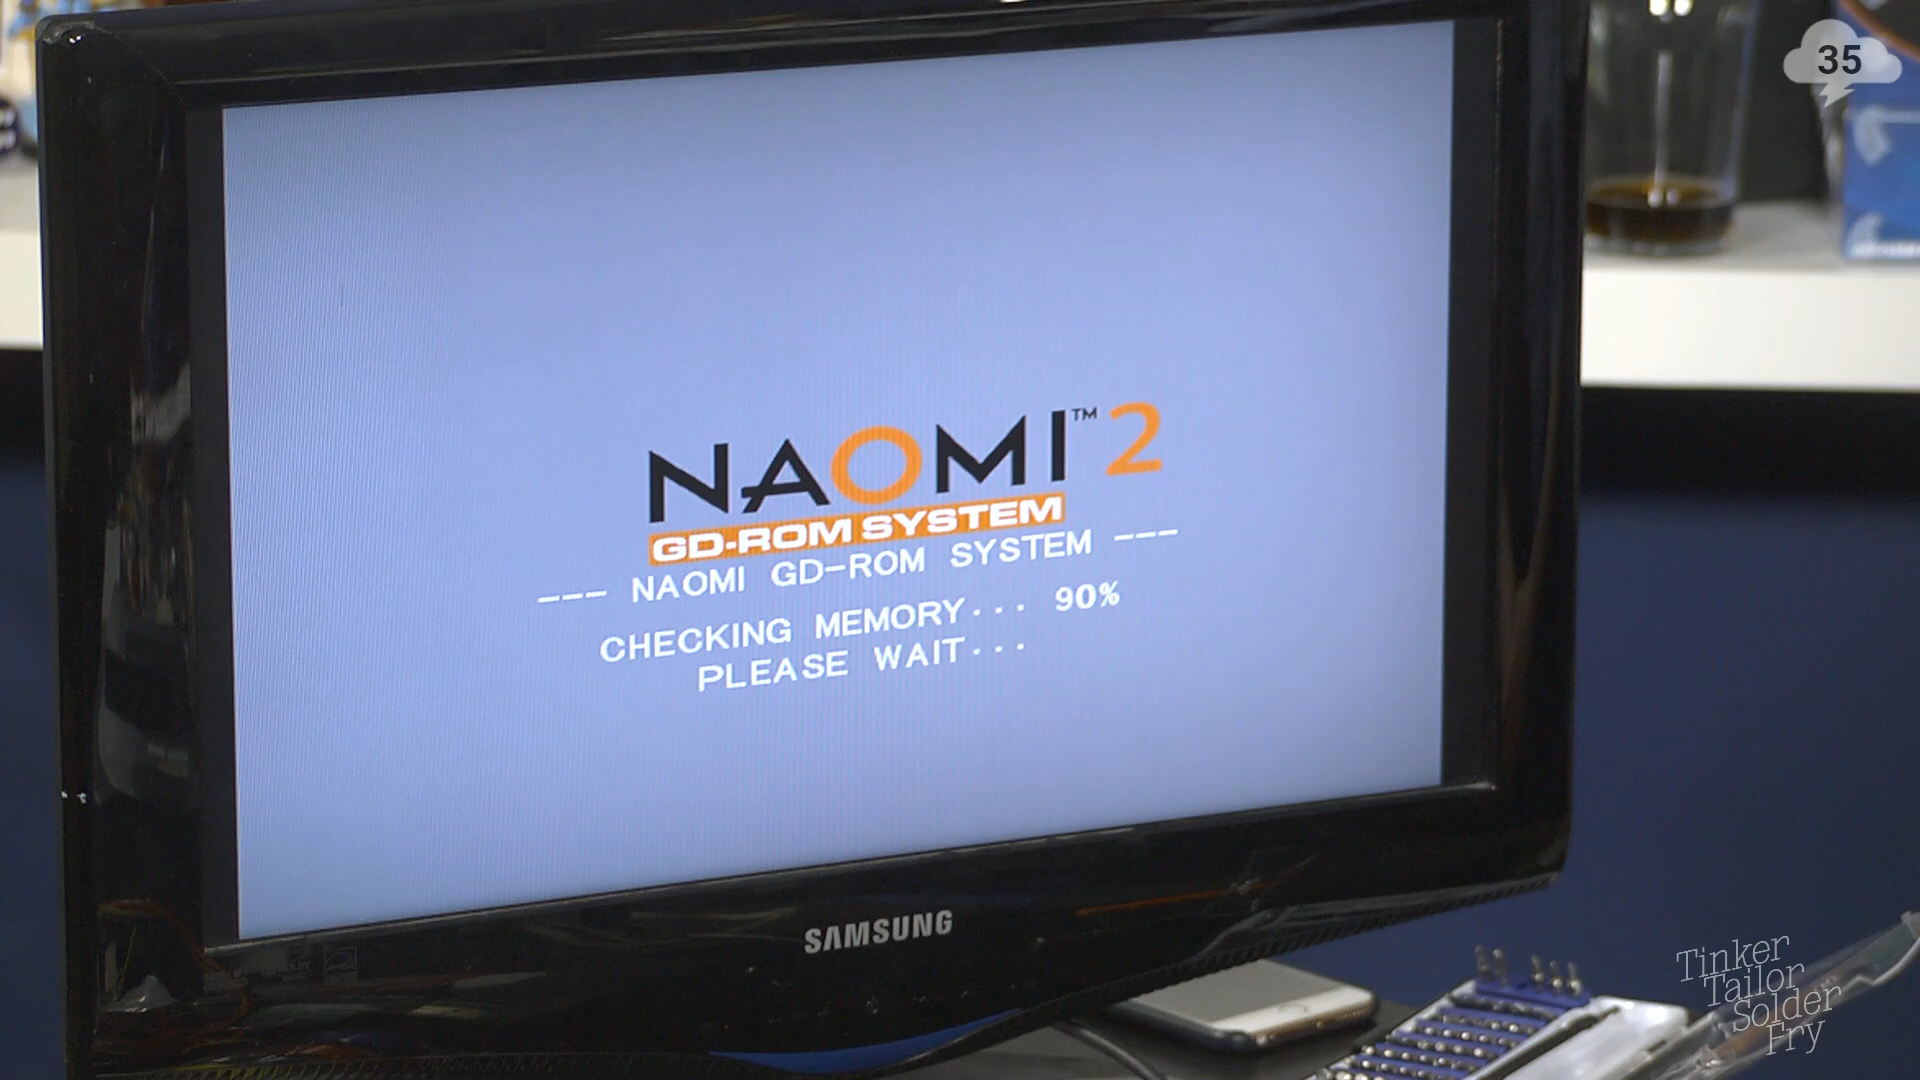 35
NAOMI™ 2
GD-ROM SYSTEM
--- NAOMI GD-ROM SYSTEM ---
CHECKING MEMORY... 90%
PLEASE WAIT...
SAMSUNG
Tinker
Tailor
Solder
Fry